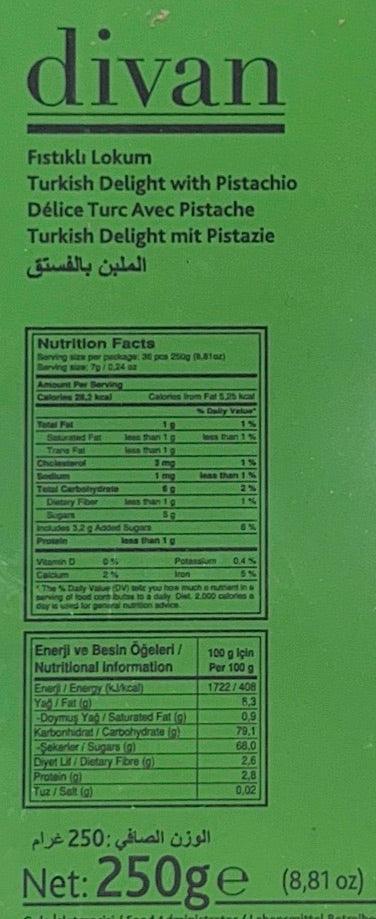 divan
Fıstıklı Lokum
Turkish Delight with Pistachio
Délice Turc Avec Pistache
Turkish Delight mit Pistazie
الملبن بالفستق
Nutrition Facts
Serving size per package: 36 pcs 250g (8,81oz)
Serving size: 7g / 0,24 oz
Amount Per Serving
Calories 28,2 kcal Calories from Fat 5,25 kcal
% Daily Value*
Total Fat 1 g 1 %
Saturated Fat less than 1 g less than 1 %
Trans Fat less than 1 g
Cholesterol 3 mg 1 %
Sodium 1 mg less than 1 %
Total Carbohydrate 6 g 2 %
Dietary Fiber less than 1 g 1 %
Sugars 5 g
Includes 3,2 g Added Sugars 6 %
Protein less than 1 g
Vitamin D 0 % Potassium 0,4 %
Calcium 2 % Iron 5 %
* The % Daily Value (DV) tells you how much a nutrient in a
serving of food contributes to a daily Diet. 2,000 calories a
day is used for general nutrition advice.
Enerji ve Besin Öğeleri / 100 g İçin
Nutritional information Per 100 g
Enerji / Energy (kJ/kcal) 1722 / 408
Yağ / Fat (g) 8,3
-Doymuş Yağ / Saturated Fat (g) 0,9
Karbonhidrat / Carbohydrate (g) 79,1
-Şekerler / Sugars (g) 68,0
Diyet Lif / Dietary Fibre (g) 2,6
Protein (g) 2,8
Tuz / Salt (g) 0,02
الوزن الصافي: 250 غرام
Net: 250g e (8,81 oz)